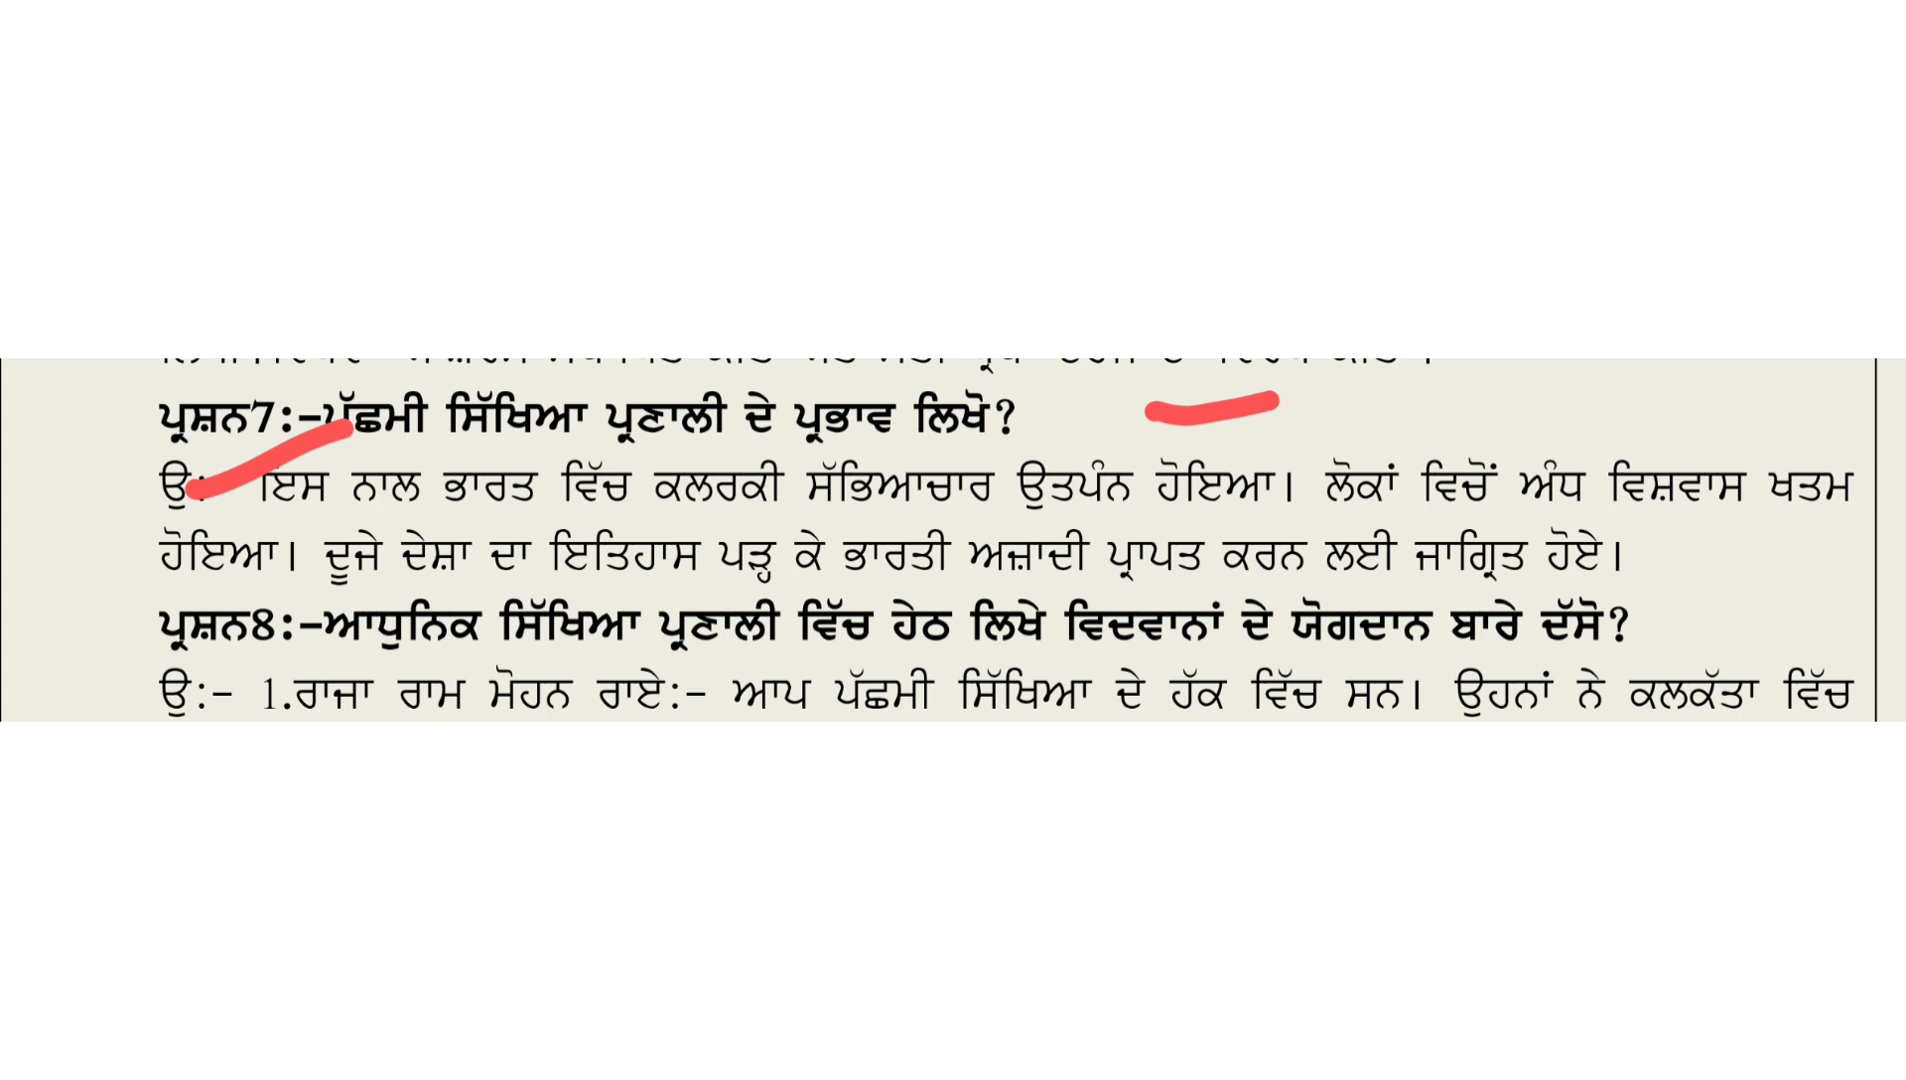 ਪ੍ਰਸ਼ਨ7:-ਪੱਛਮੀ ਸਿੱਖਿਆ ਪ੍ਰਣਾਲੀ ਦੇ ਪ੍ਰਭਾਵ ਲਿਖੋ?
ਉ: ਇਸ ਨਾਲ ਭਾਰਤ ਵਿੱਚ ਕਲਰਕੀ ਸੱਭਿਆਚਾਰ ਉਤਪੰਨ ਹੋਇਆ। ਲੋਕਾਂ ਵਿਚੋਂ ਅੰਧ ਵਿਸ਼ਵਾਸ ਖਤਮ
ਹੋਇਆ। ਦੂਜੇ ਦੇਸ਼ਾ ਦਾ ਇਤਿਹਾਸ ਪੜ੍ਹ ਕੇ ਭਾਰਤੀ ਅਜ਼ਾਦੀ ਪ੍ਰਾਪਤ ਕਰਨ ਲਈ ਜਾਗ੍ਰਿਤ ਹੋਏ।
ਪ੍ਰਸ਼ਨ8:-ਆਧੁਨਿਕ ਸਿੱਖਿਆ ਪ੍ਰਣਾਲੀ ਵਿੱਚ ਹੇਠ ਲਿਖੇ ਵਿਦਵਾਨਾਂ ਦੇ ਯੋਗਦਾਨ ਬਾਰੇ ਦੱਸੋ?
ਉ:- 1.ਰਾਜਾ ਰਾਮ ਮੋਹਨ ਰਾਏ:- ਆਪ ਪੱਛਮੀ ਸਿੱਖਿਆ ਦੇ ਹੱਕ ਵਿੱਚ ਸਨ। ਉਹਨਾਂ ਨੇ ਕਲਕੱਤਾ ਵਿੱਚ